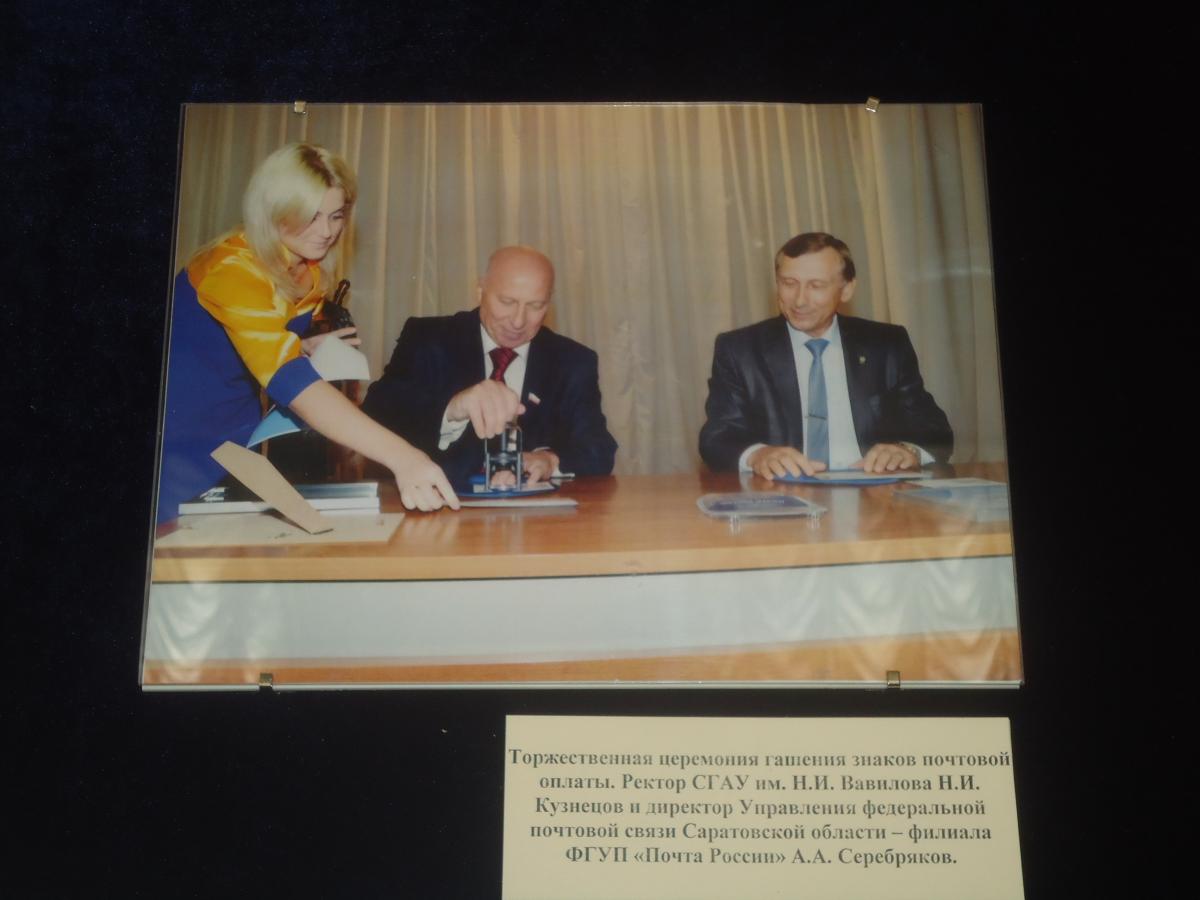 Торжественная церемония гашения знаков почтовой
оплаты. Ректор СГАУ им. Н.И. Вавилова Н.И.
Кузнецов и директор Управления федеральной
почтовой связи Саратовской области – филиала
ФГУП «Почта России» А.А. Серебряков.